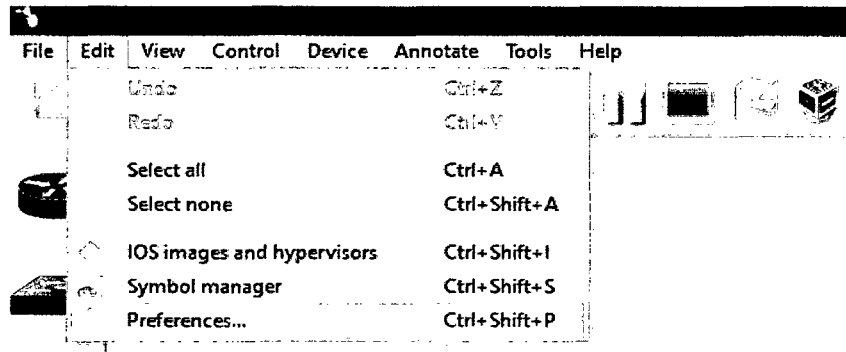 File Edit View Control Device Annotate Tools Help
Undo Ctrl+Z
Redo Ctrl+Y
Select all Ctrl+A
Select none Ctrl+Shift+A
IOS images and hypervisors Ctrl+Shift+I
Symbol manager Ctrl+Shift+S
Preferences... Ctrl+Shift+P